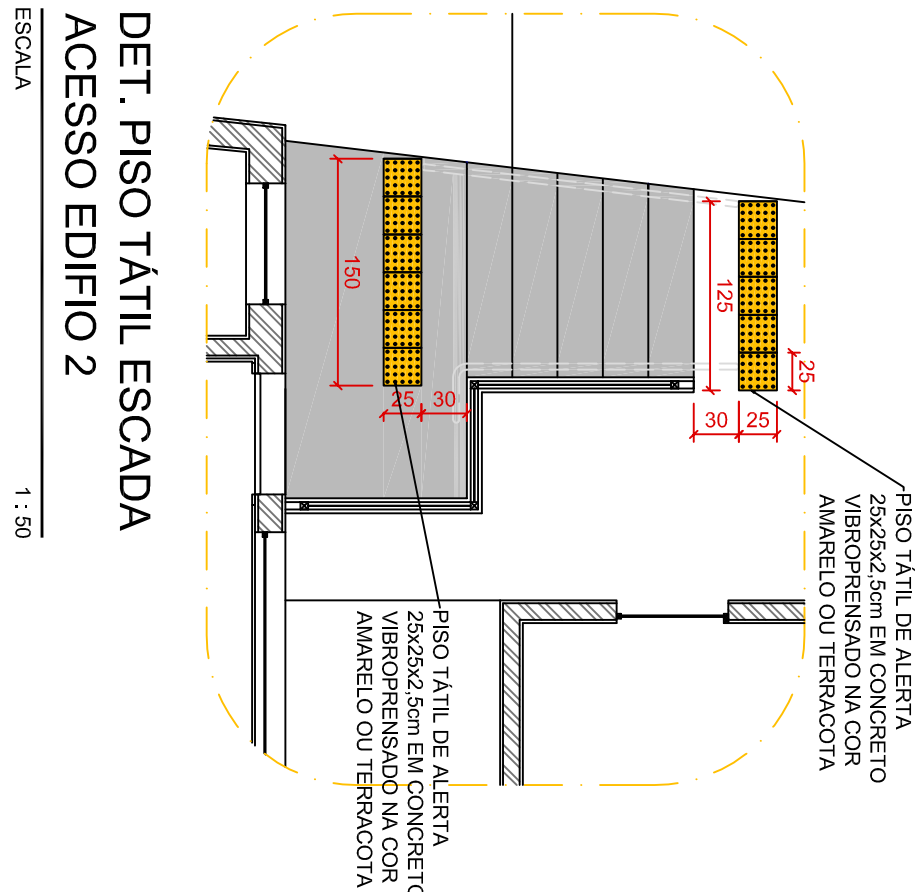 DET. PISO TÁTIL ESCADA
ACESSO EDIFIO 2
ESCALA 1 : 50
PISO TÁTIL DE ALERTA
25x25x2,5cm EM CONCRETO
VIBROPRENSADO NA COR
AMARELO OU TERRACOTA
PISO TÁTIL DE ALERTA
25x25x2,5cm EM CONCRETO
VIBROPRENSADO NA COR
AMARELO OU TERRACOTA
150
25
30
125
25
30
25